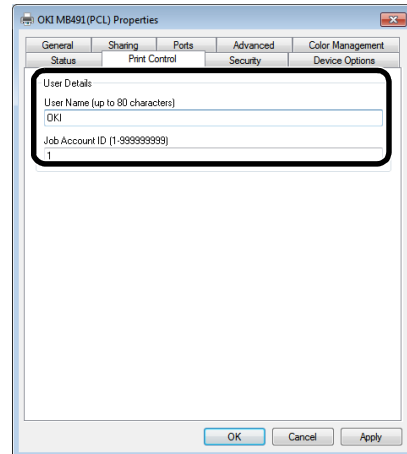 OKI MB491(PCL) Properties
General Sharing Ports Advanced Color Management
Status Print Control Security Device Options
User Details
User Name (up to 80 characters)
OKI
Job Account ID (1-999999999)
1
OK Cancel Apply